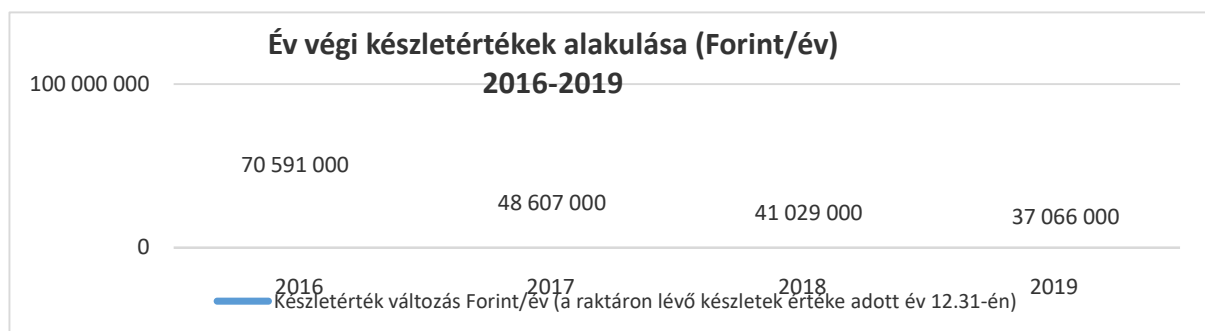 Év végi készletértékek alakulása (Forint/év)
2016-2019
100 000 000
70 591 000
48 607 000
41 029 000
37 066 000
0
2016
2017
2018
2019
Készletérték változás Forint/év (a raktáron lévő készletek értéke adott év 12.31-én)